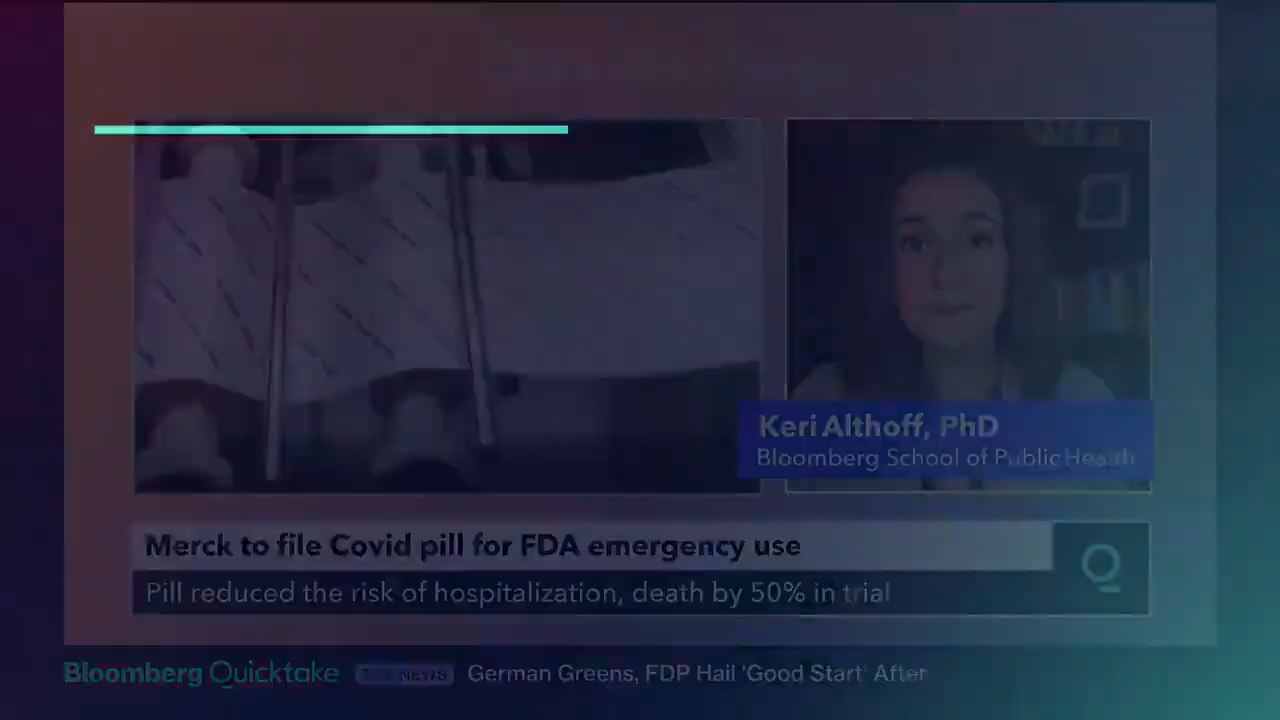 Keri Althoff, PhD
Bloomberg School of Public Health
Merck to file Covid pill for FDA emergency use
Q
Pill reduced the risk of hospitalization, death by 50% in trial
Bloomberg Quicktake NEWS German Greens, FDP Hail 'Good Start' After